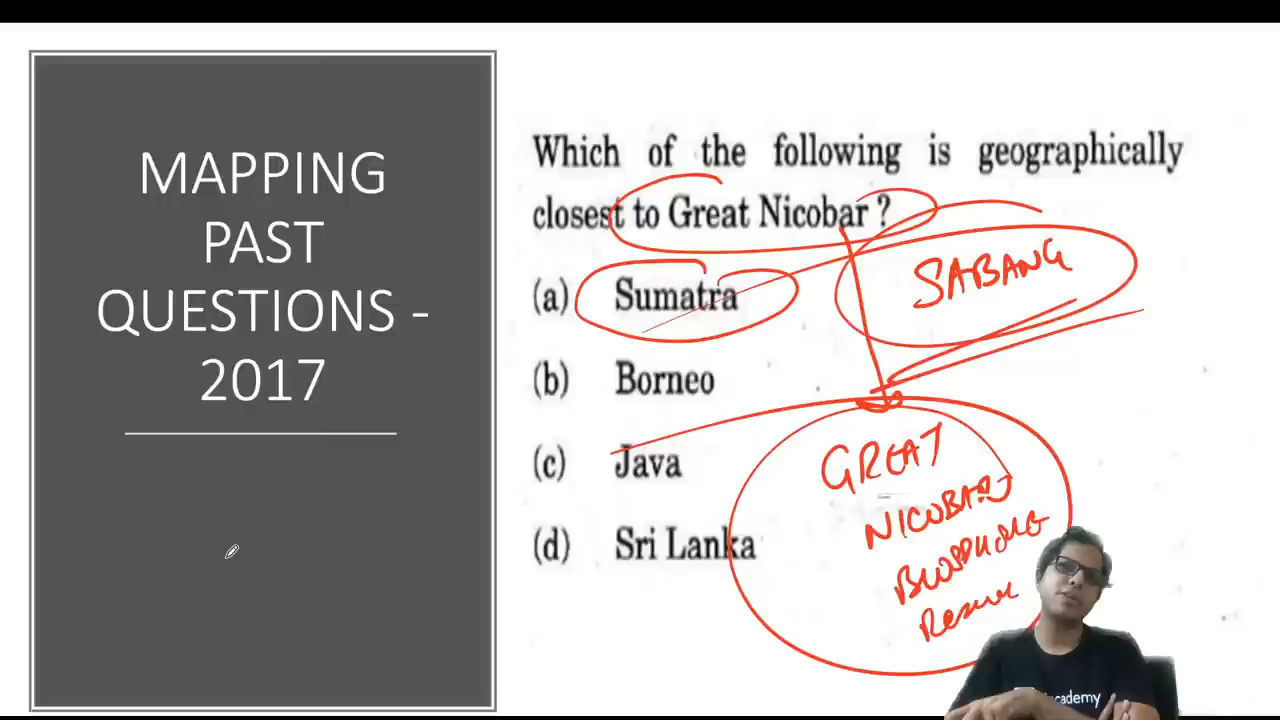 MAPPING
PAST
QUESTIONS -
2017
Which of the following is geographically
closest to Great Nicobar ?
(a) Sumatra
(b) Borneo
(c) Java
(d) Sri Lanka
SABANG
GREAT
NICOBAR
academy